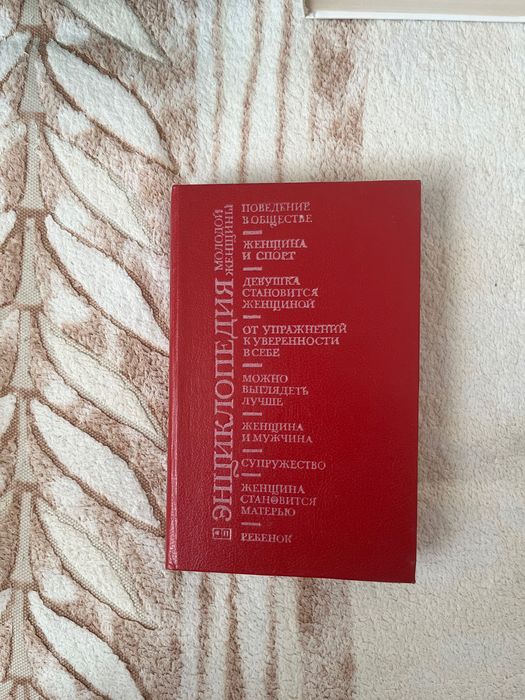 ЭНЦИКЛОПЕДИЯ
МОЛОДОЙ
ЖЕНЩИНЫ
ПОВЕДЕНИЕ
В ОБЩЕСТВЕ
ЖЕНЩИНА
И СПОРТ
ДЕВУШКА
СТАНОВИТСЯ
ЖЕНЩИНОЙ
ОТ УПРАЖНЕНИЙ
К УВЕРЕННОСТИ
В СЕБЕ
МОЖНО
ВЫГЛЯДЕТЬ
ЛУЧШЕ
ЖЕНЩИНА
И МУЖЧИНА
СУПРУЖЕСТВО
ЖЕНЩИНА
СТАНОВИТСЯ
МАТЕРЬЮ
РЕБЕНОК